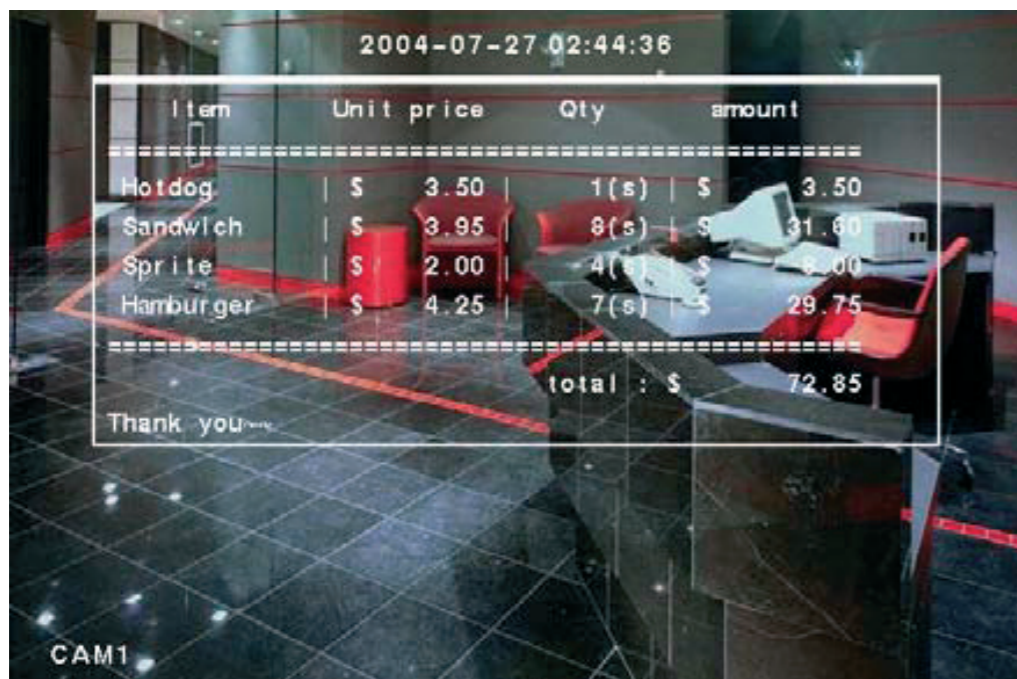 2004-07-27 02:44:36
Item Unit price Qty amount
===================================================
Hotdog | $ 3.50 | 1(s) | $ 3.50
Sandwich | $ 3.95 | 8(s) | $ 31.60
Sprite | $ 2.00 | 4(s) | $ 8.00
Hamburger | $ 4.25 | 7(s) | $ 29.75
===================================================
total : $ 72.85
Thank you~~
CAM1